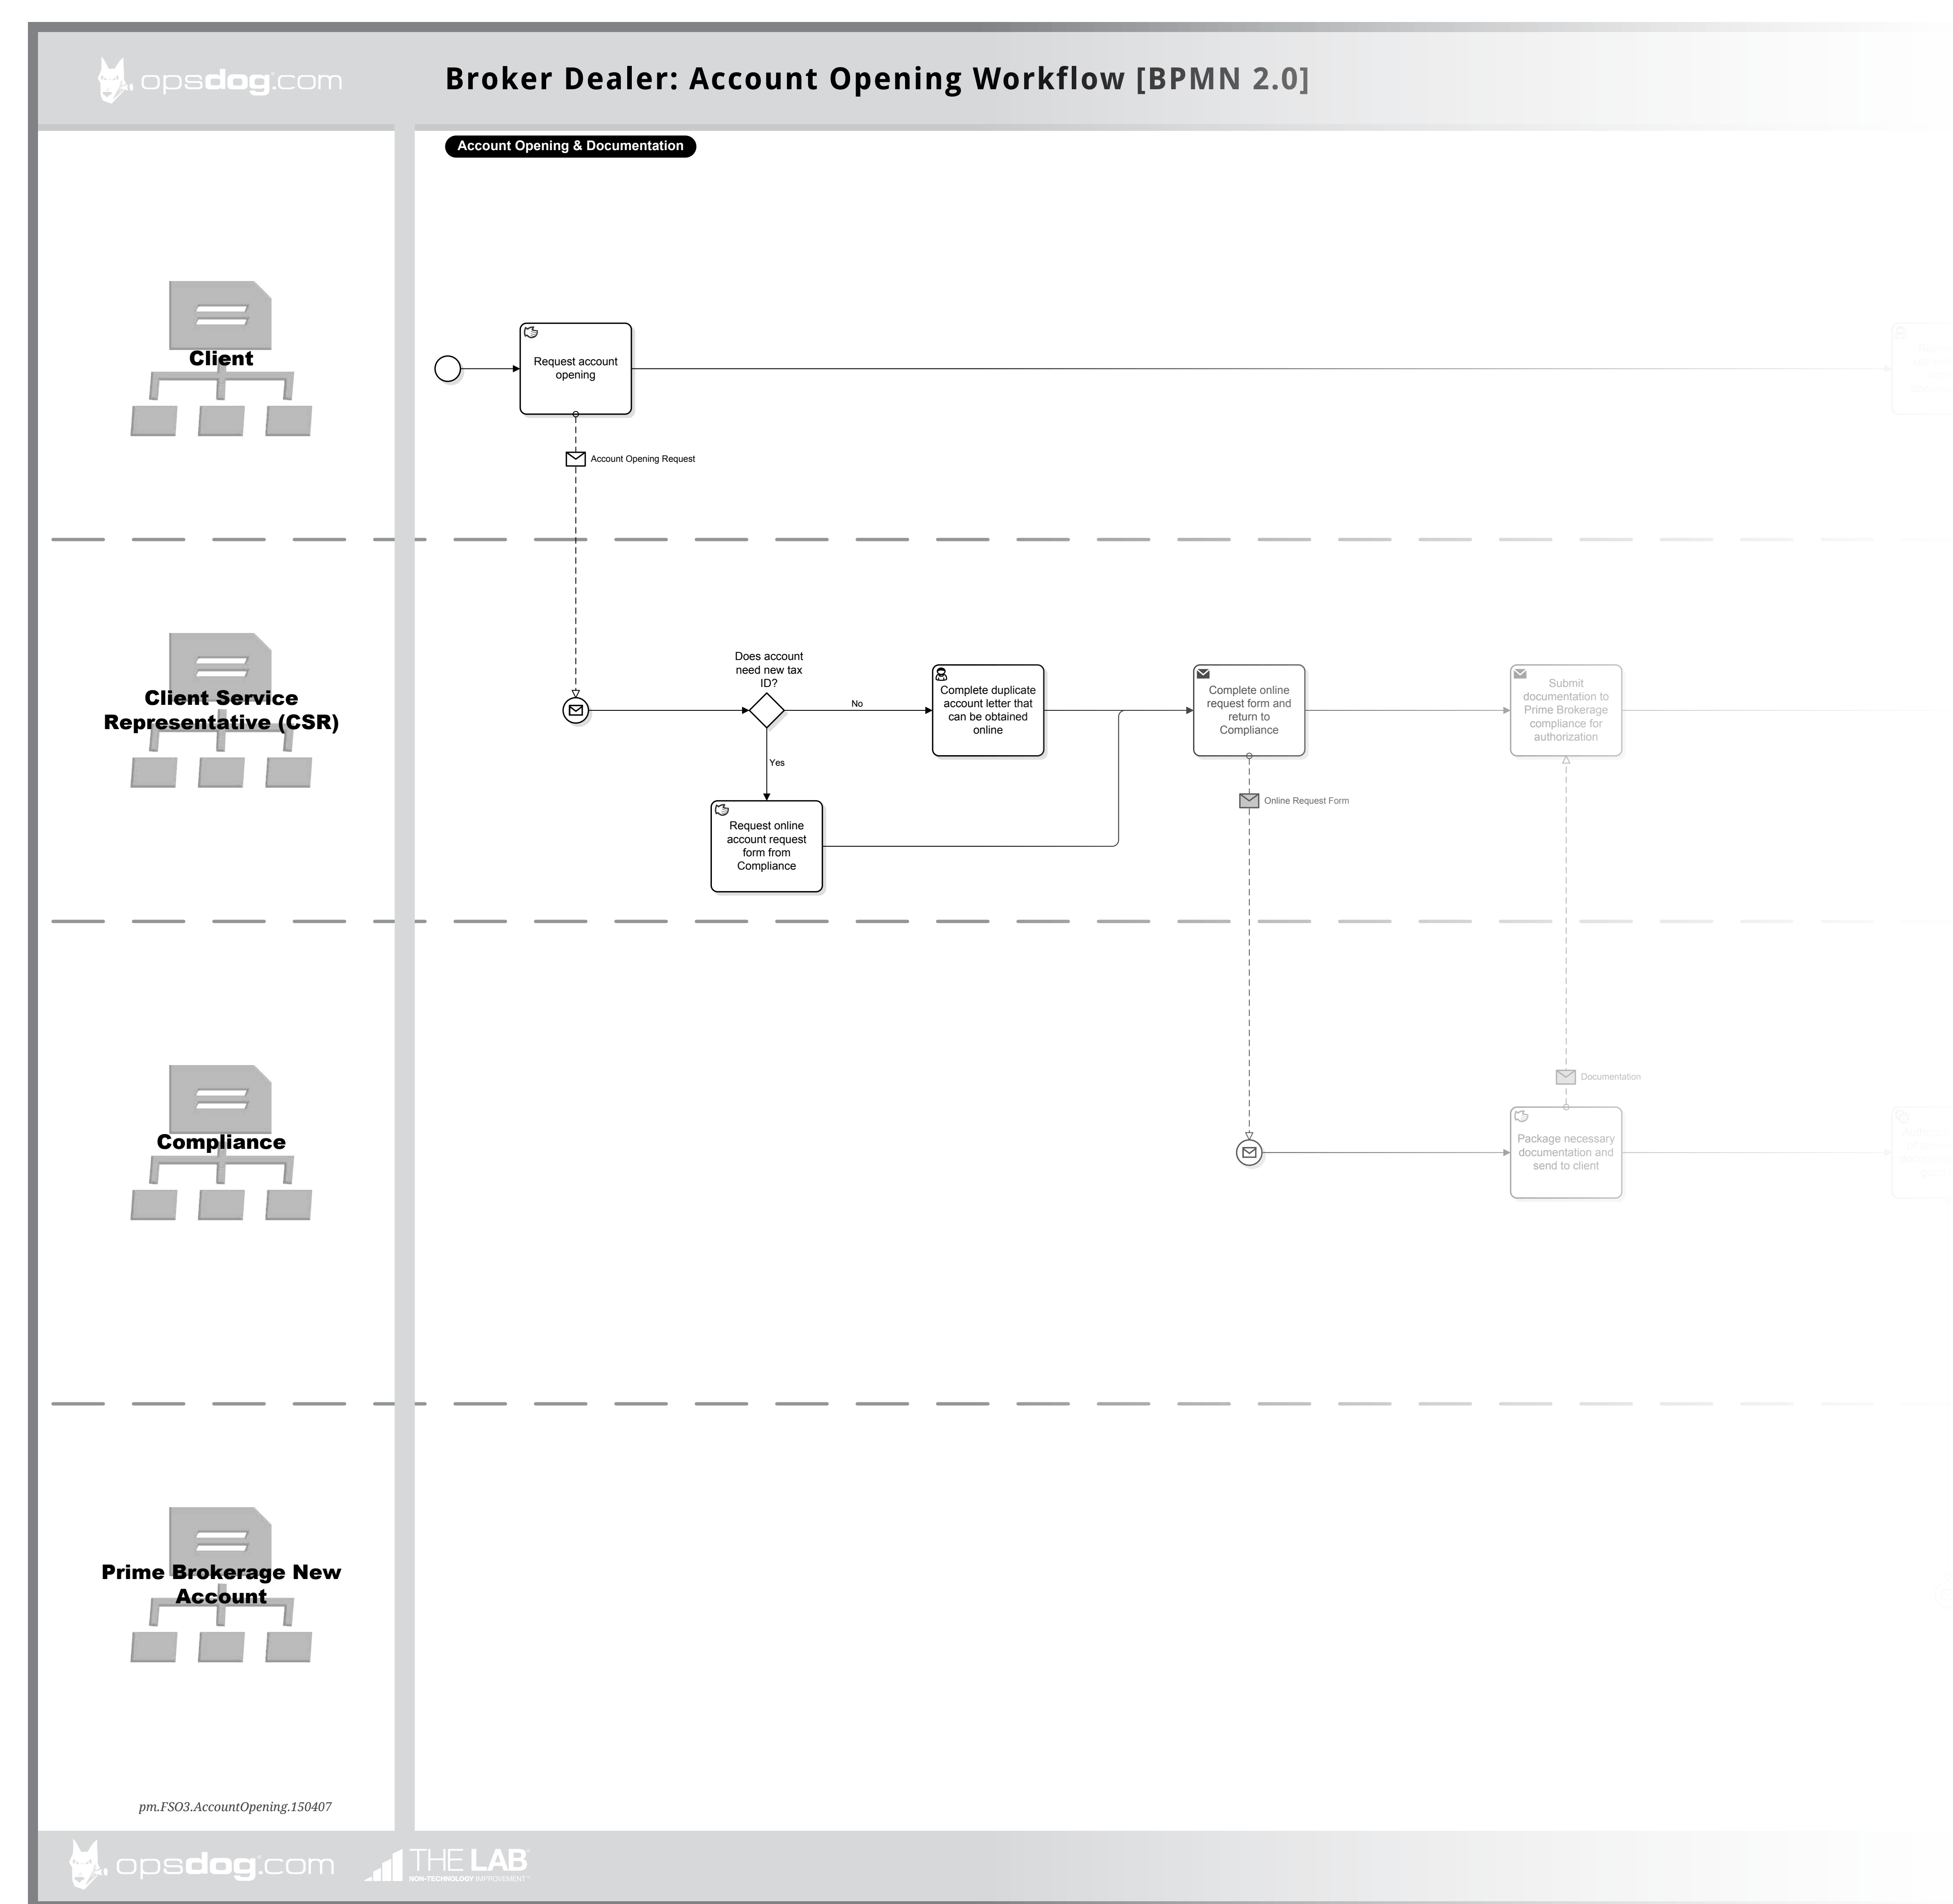 opsdog.com
Broker Dealer: Account Opening Workflow [BPMN 2.0]
Account Opening & Documentation
Client
Request account
opening
Account Opening Request
Client Service
Representative (CSR)
Does account
need new tax
ID?
No
Yes
Complete duplicate
account letter that
can be obtained
online
Request online
account request
form from
Compliance
Complete online
request form and
return to
Compliance
Online Request Form
Submit
documentation to
Prime Brokerage
compliance for
authorization
Compliance
Documentation
Package necessary
documentation and
send to client
Prime Brokerage New
Account
pm.FSO3.AccountOpening.150407
opsdog.com
THE LAB
NON-TECHNOLOGY IMPROVEMENT™